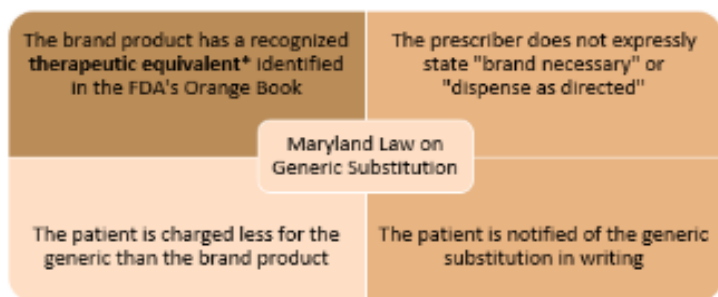 The brand product has a recognized
therapeutic equivalent* identified
in the FDA's Orange Book
The prescriber does not expressly
state "brand necessary" or
"dispense as directed"
Maryland Law on
Generic Substitution
The patient is charged less for the
generic than the brand product
The patient is notified of the generic
substitution in writing